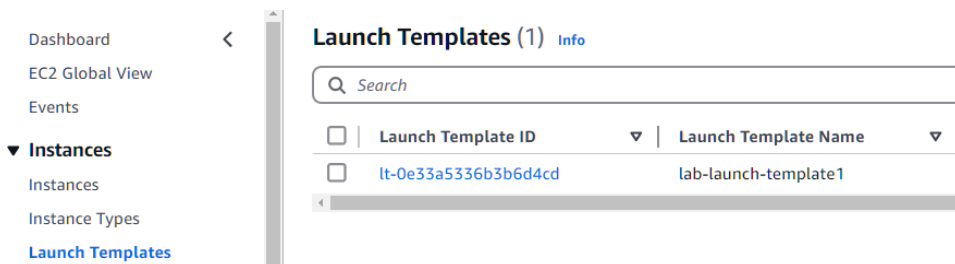 Dashboard
EC2 Global View
Events
Instances
Instances
Instance Types
Launch Templates
Launch Templates (1) Info
Search
Launch Template ID
Launch Template Name
lt-0e33a5336b3b6d4cd
lab-launch-template1